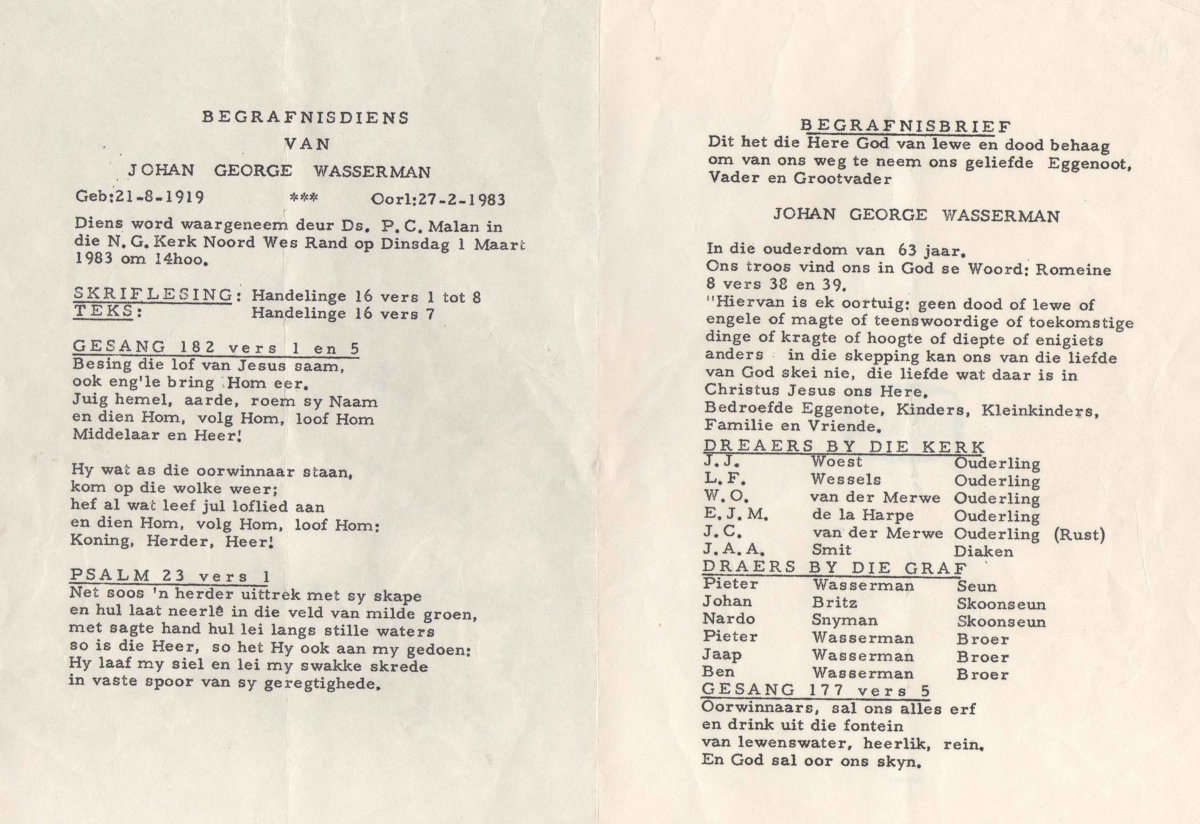 BEGRAFNISDIENS
VAN
JOHAN GEORGE WASSERMAN
Geb:21-8-1919 *** Oorl:27-2-1983
Diens word waargeneem deur Ds. P.C. Malan in
die N.G. Kerk Noord Wes Rand op Dinsdag 1 Maart
1983 om 14hoo.
SKRIFLESING: Handelinge 16 vers 1 tot 8
TEKS: Handelinge 16 vers 7
GESANG 182 vers 1 en 5
Besing die lof van Jesus saam,
ook eng'le bring Hom eer.
Juig hemel, aarde, roem sy Naam
en dien Hom, volg Hom, loof Hom
Middelaar en Heer!
Hy wat as die oorwinnaar staan,
kom op die wolke weer;
hef al wat leef jul loflied aan
en dien Hom, volg Hom, loof Hom:
Koning, Herder, Heer!
PSALM 23 vers 1
Net soos 'n herder uittrek met sy skape
en hul laat neerlê in die veld van milde groen,
met sagte hand hul lei langs stille waters
so is die Heer, so het Hy ook aan my gedoen:
Hy laaf my siel en lei my swakke skrede
in vaste spoor van sy geregtighede.
BEGRAFNISBRIEF
Dit het die Here God van lewe en dood behaag
om van ons weg te neem ons geliefde Eggenoot,
Vader en Grootvader
JOHAN GEORGE WASSERMAN
In die ouderdom van 63 jaar.
Ons troos vind ons in God se Woord: Romeine
8 vers 38 en 39.
"Hiervan is ek oortuig: geen dood of lewe of
engele of magte of teenswoordige of toekomstige
dinge of kragte of hoogte of diepte of enigiets
anders in die skepping kan ons van die liefde
van God skei nie, die liefde wat daar is in
Christus Jesus ons Here.
Bedroefde Eggenote, Kinders, Kleinkinders,
Familie en Vriende.
DREAERS BY DIE KERK
J.J. Woest Ouderling
L.F. Wessels Ouderling
W.O. van der Merwe Ouderling
E.J.M. de la Harpe Ouderling
J.C. van der Merwe Ouderling (Rust)
J.A.A. Smit Diaken
DRAERS BY DIE GRAF
Pieter Wasserman Seun
Johan Britz Skoonseun
Nardo Snyman Skoonseun
Pieter Wasserman Broer
Jaap Wasserman Broer
Ben Wasserman Broer
GESANG 177 vers 5
Oorwinnaars, sal ons alles erf
en drink uit die fontein
van lewenswater, heerlik, rein.
En God sal oor ons skyn.